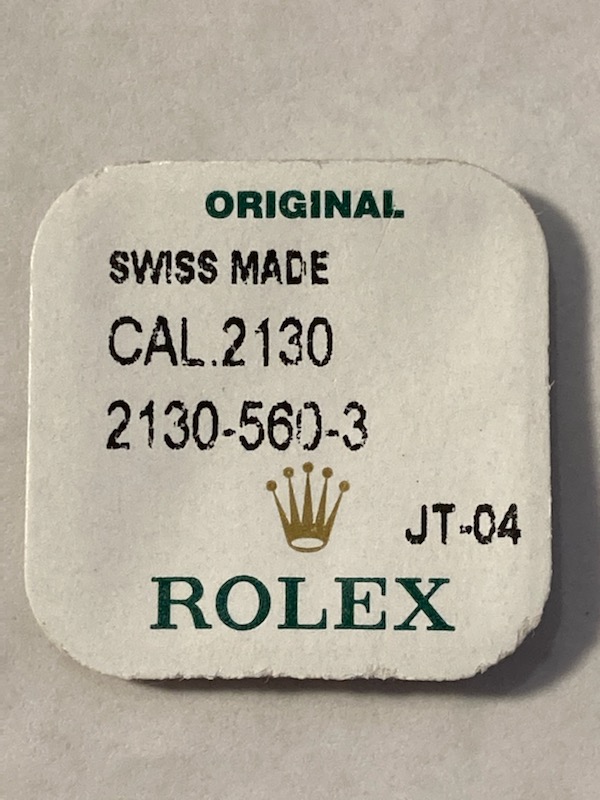 ORIGINAL
SWISS MADE
CAL.2130
2130-560-3
JT-04
ROLEX